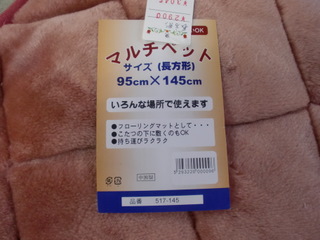 ¥2900
OK
マルチペット
サイズ (長方形)
95cm×145cm
いろんな場所で使えます
●フローリングマットとして・・・
●こたつの下に敷くのもOK
●持ち運びラクラク
品番 517-145